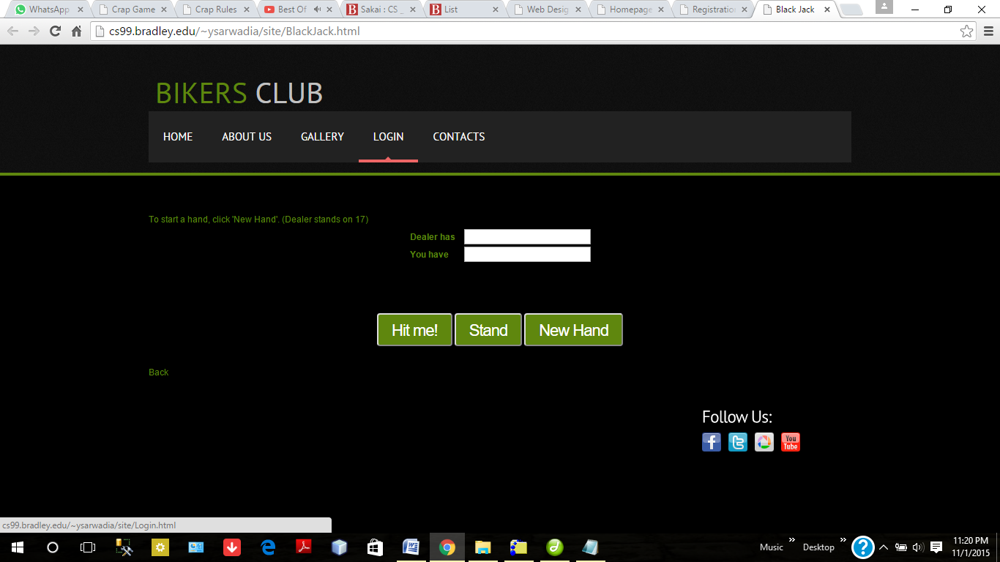 WhatsApp Crap Game Crap Rules Best Of Sakai : CS _ List Web Desig Homepage Registratio Black Jack
cs99.bradley.edu/~ysarwadia/site/BlackJack.html
BIKERS CLUB
HOME ABOUT US GALLERY LOGIN CONTACTS
To start a hand, click 'New Hand'. (Dealer stands on 17)
Dealer has
You have
Hit me! Stand New Hand
Back
Follow Us:
You
Tube
cs99.bradley.edu/~ysarwadia/site/Login.html
Music Desktop 11:20 PM
11/1/2015